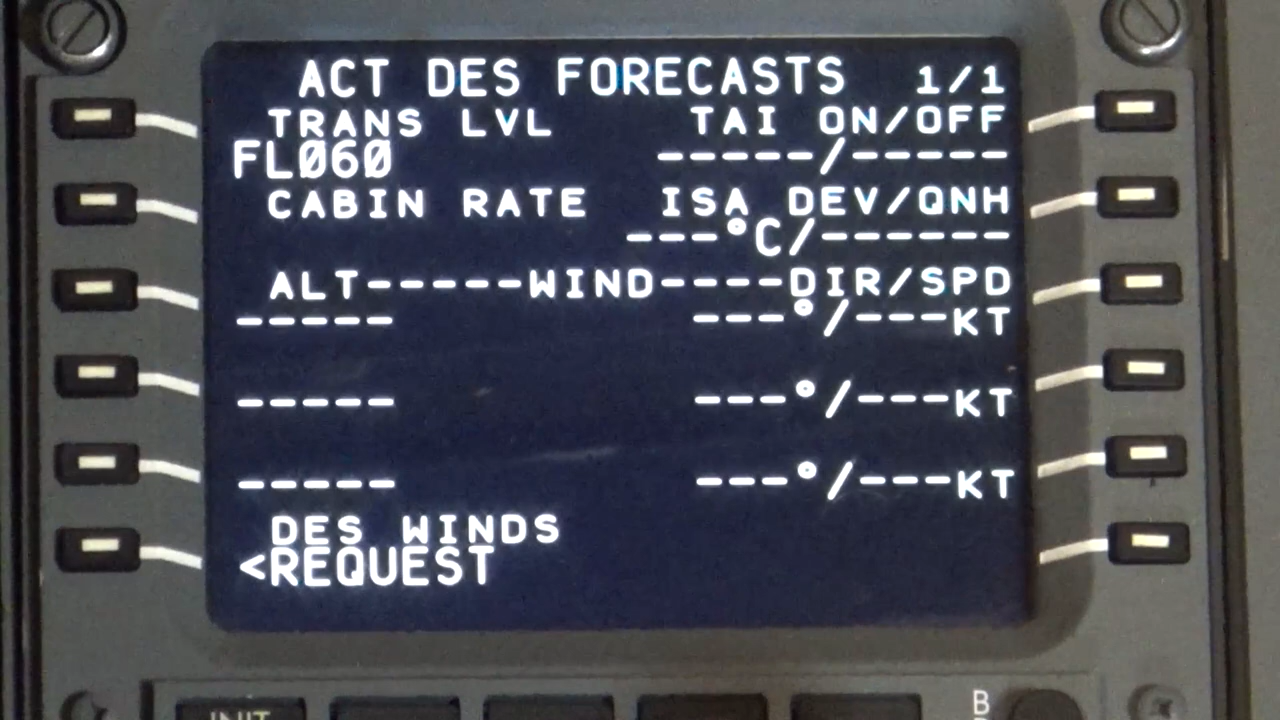 ACT DES FORECASTS 1/1
TRANS LVL TAI ON/OFF
FL060 -----/-----
CABIN RATE ISA DEV/QNH
---°C/------
ALT-----WIND----DIR/SPD
----- ---°/---KT
----- ---°/---KT
----- ---°/---KT
DES WINDS
<REQUEST
INIT